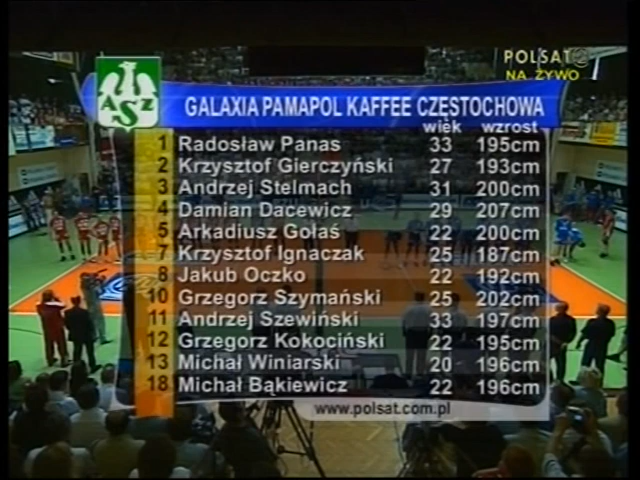 POLSAT 2
NA ŻYWO
AZS
GALAXIA PAMAPOL KAFFEE CZĘSTOCHOWA
wiek wzrost
1 Radosław Panas 33 195cm
2 Krzysztof Gierczyński 27 193cm
3 Andrzej Stelmach 31 200cm
4 Damian Dacewicz 29 207cm
5 Arkadiusz Gołaś 22 200cm
7 Krzysztof Ignaczak 25 187cm
8 Jakub Oczko 22 192cm
10 Grzegorz Szymański 25 202cm
11 Andrzej Szewiński 33 197cm
12 Grzegorz Kokociński 22 195cm
13 Michał Winiarski 20 196cm
18 Michał Bąkiewicz 22 196cm
www.polsat.com.pl